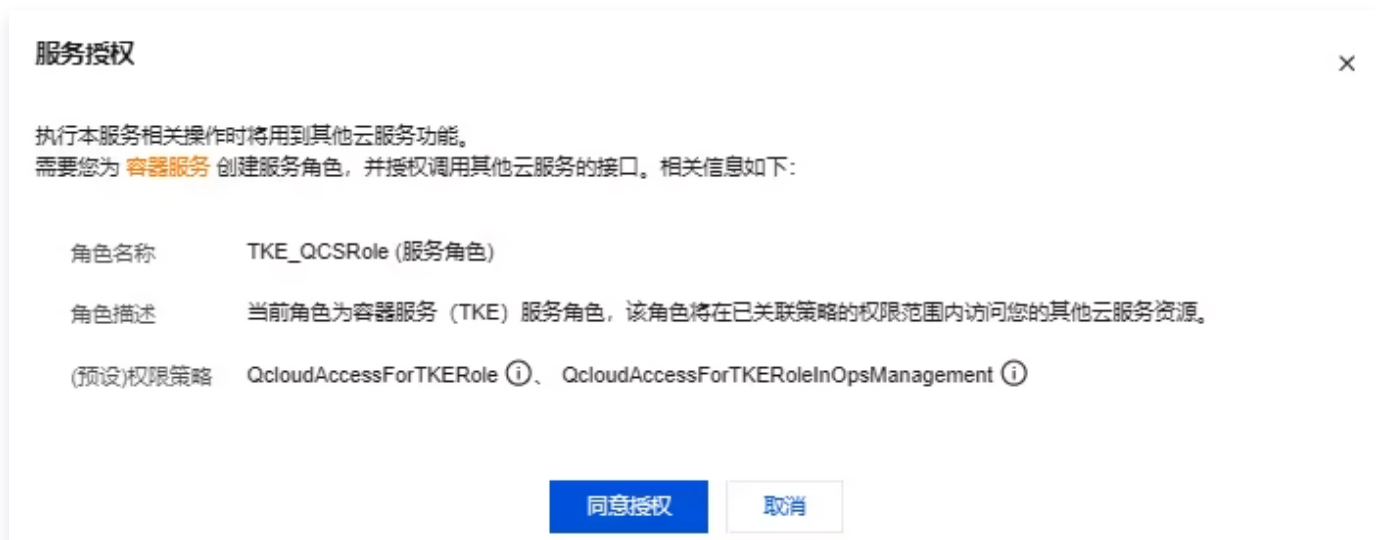 服务授权
执行本服务相关操作时将用到其他云服务功能。
需要您为 容器服务 创建服务角色，并授权调用其他云服务的接口。相关信息如下：
角色名称 TKE_QCSRole (服务角色)
角色描述 当前角色为容器服务（TKE）服务角色，该角色将在已关联策略的权限范围内访问您的其他云服务资源。
(预设)权限策略 QcloudAccessForTKERole、 QcloudAccessForTKERoleInOpsManagement
同意授权 取消